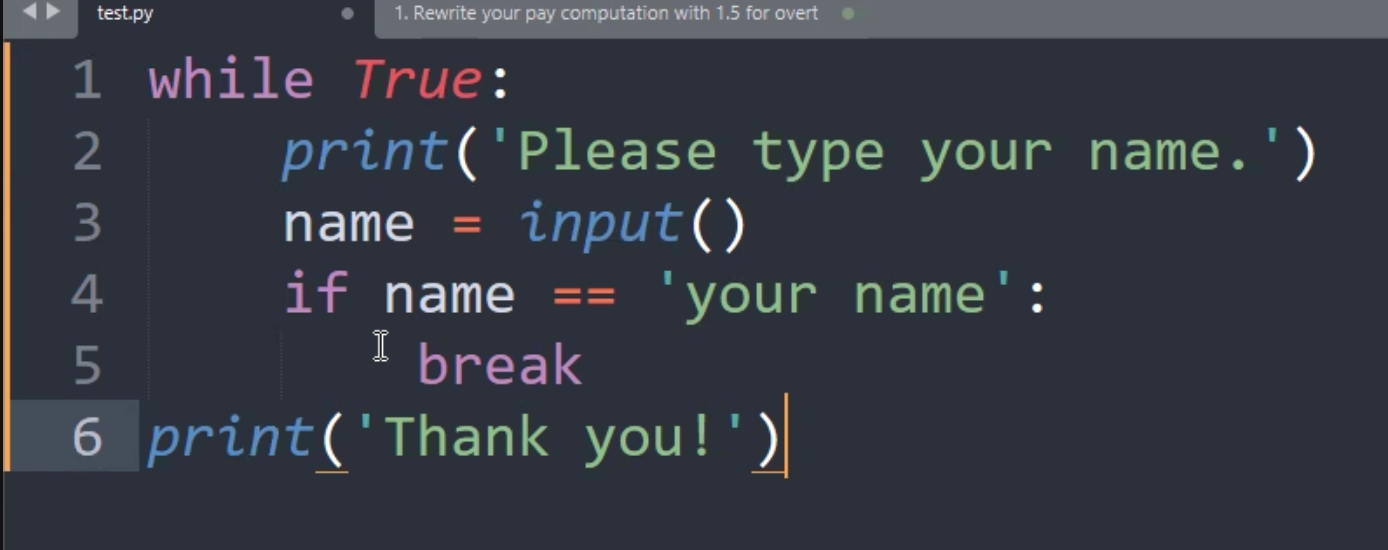 test.py
1. Rewrite your pay computation with 1.5 for overt
1 while True:
2     print('Please type your name.')
3     name = input()
4     if name == 'your name':
5         break
6 print('Thank you!')